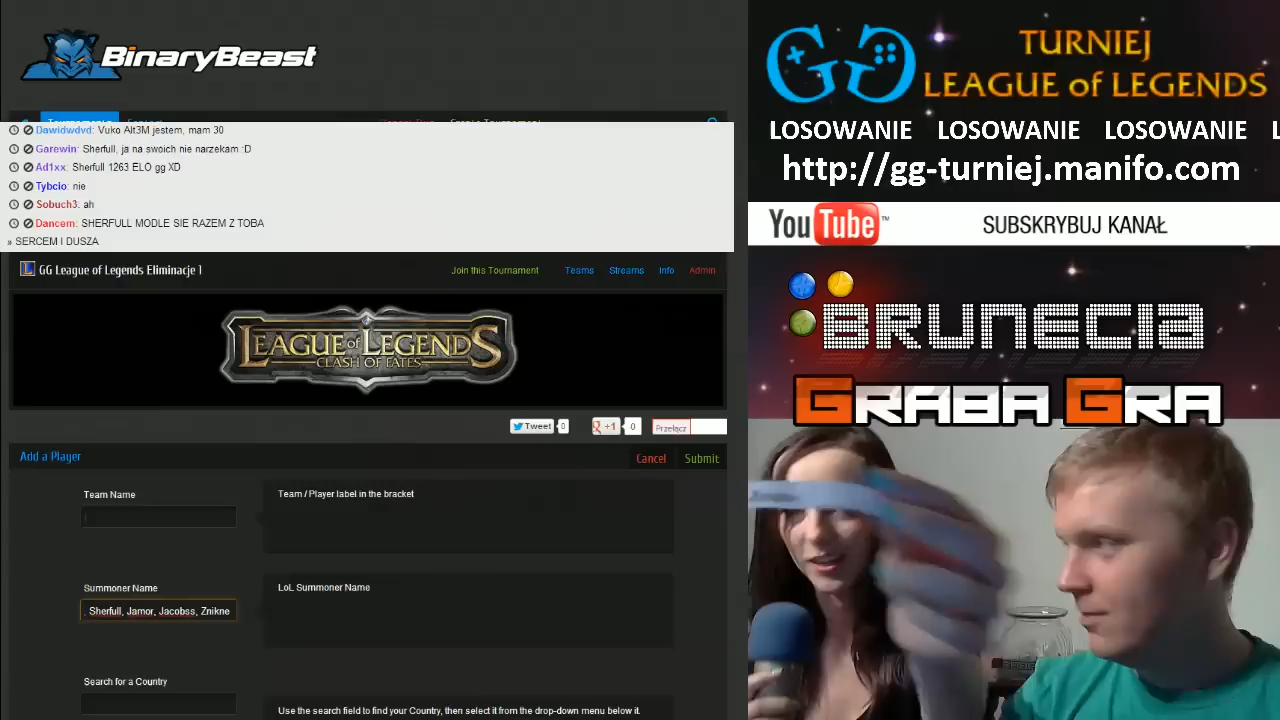 BinaryBeast
Dawidwdvd: Vuko Alt3M jestem, mam 30
Garewin: Sherfull, ja na swoich nie narzekam :D
Ad1xx: Sherfull 1263 ELO gg XD
Tybcio: nie
Sobuch3: ah
Dancem: SHERFULL MODLE SIE RAZEM Z TOBA
» SERCEM I DUSZA
GG League of Legends Eliminacje 1
Join this Tournament Teams Streams Info Admin
LEAGUE of LEGENDS
CLASH OF FATES
Tweet 0 +1 0 Przełącz
Add a Player Cancel Submit
Team Name Team / Player label in the bracket
Summoner Name LoL Summoner Name
Sherfull, Jamor, Jacobss, Znikne
Search for a Country
Use the search field to find your Country, then select it from the drop-down menu below it.
GG TURNIEJ
LEAGUE of LEGENDS
LOSOWANIE LOSOWANIE LOSOWANIE L
http://gg-turniej.manifo.com
YouTube™ SUBSKRYBUJ KANAŁ
BRUNECIA
GRABA GRA